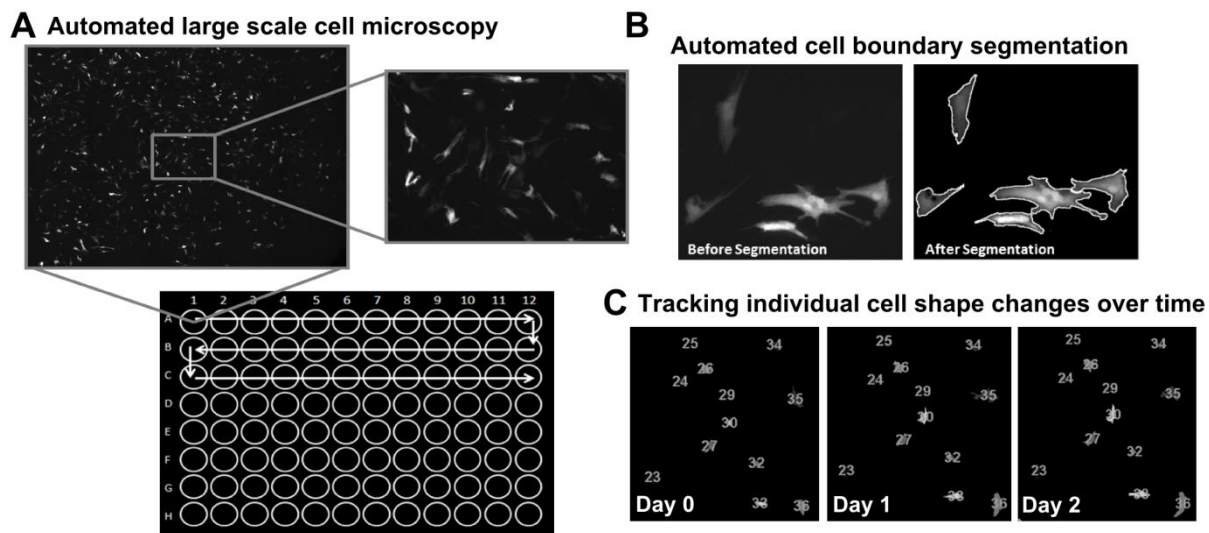 A Automated large scale cell microscopy
1 2 3 4 5 6 7 8 9 10 11 12
A
B
C
D
E
F
G
H
B Automated cell boundary segmentation
Before Segmentation
After Segmentation
C Tracking individual cell shape changes over time
25 34
26
24
29
35
30
27
32
23
33 36
Day 0
25 34
26
24
29
35
30
27
32
23
33 36
Day 1
25 34
26
24
29
35
30
27
32
23
33 36
Day 2